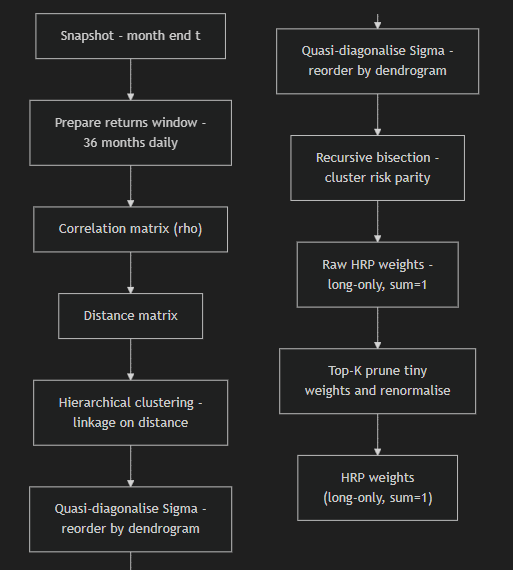 Snapshot - month end t
Prepare returns window -
36 months daily
Correlation matrix (rho)
Distance matrix
Hierarchical clustering -
linkage on distance
Quasi-diagonalise Sigma -
reorder by dendrogram
Quasi-diagonalise Sigma -
reorder by dendrogram
Recursive bisection -
cluster risk parity
Raw HRP weights -
long-only, sum=1
Top-K prune tiny
weights and renormalise
HRP weights
(long-only, sum=1)